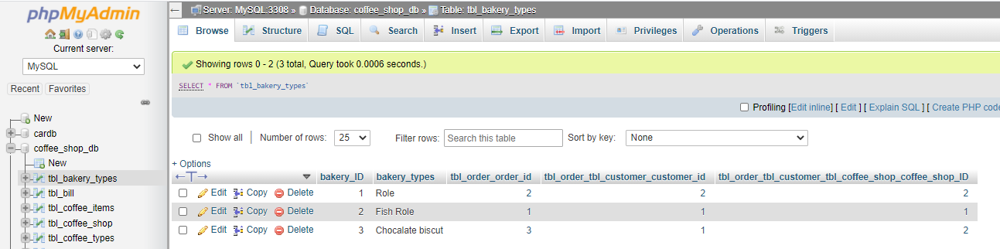 phpMyAdmin
Current server:
MySQL
Recent Favorites
New
cardb
coffee_shop_db
New
tbl_bakery_types
tbl_bill
tbl_coffee_items
tbl_coffee_shop
tbl_coffee_types
Server: MySQL:3308 » Database: coffee_shop_db » Table: tbl_bakery_types
Browse Structure SQL Search Insert Export Import Privileges Operations Triggers
Showing rows 0 - 2 (3 total, Query took 0.0006 seconds.)
SELECT * FROM `tbl_bakery_types`
Profiling [Edit inline] [ Edit ] [ Explain SQL ] [ Create PHP code
Show all Number of rows: 25 Filter rows: Search this table Sort by key: None
+ Options
bakery_ID bakery_types tbl_order_order_id tbl_order_tbl_customer_customer_id tbl_order_tbl_customer_tbl_coffee_shop_coffee_shop_ID
Edit Copy Delete 1 Role 2 2 2
Edit Copy Delete 2 Fish Role 1 1 1
Edit Copy Delete 3 Chocalate biscut 3 1 2